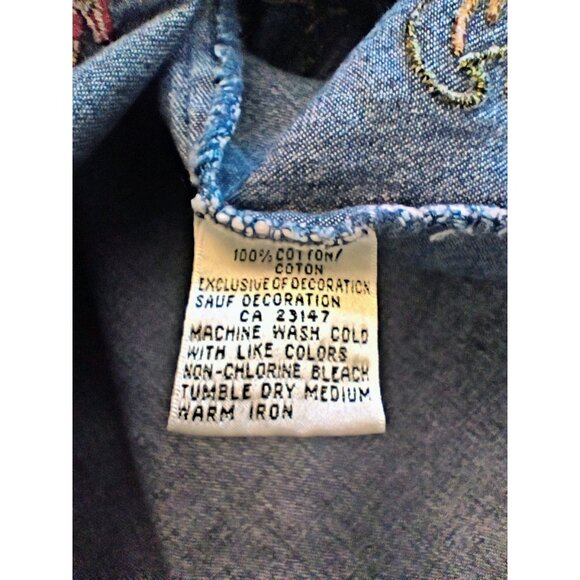 100% COTTON/
COTON
EXCLUSIVE OF DECORATION
SAUF DECORATION
CA 23147
MACHINE WASH COLD
WITH LIKE COLORS
NON-CHLORINE BLEACH
TUMBLE DRY MEDIUM
WARM IRON